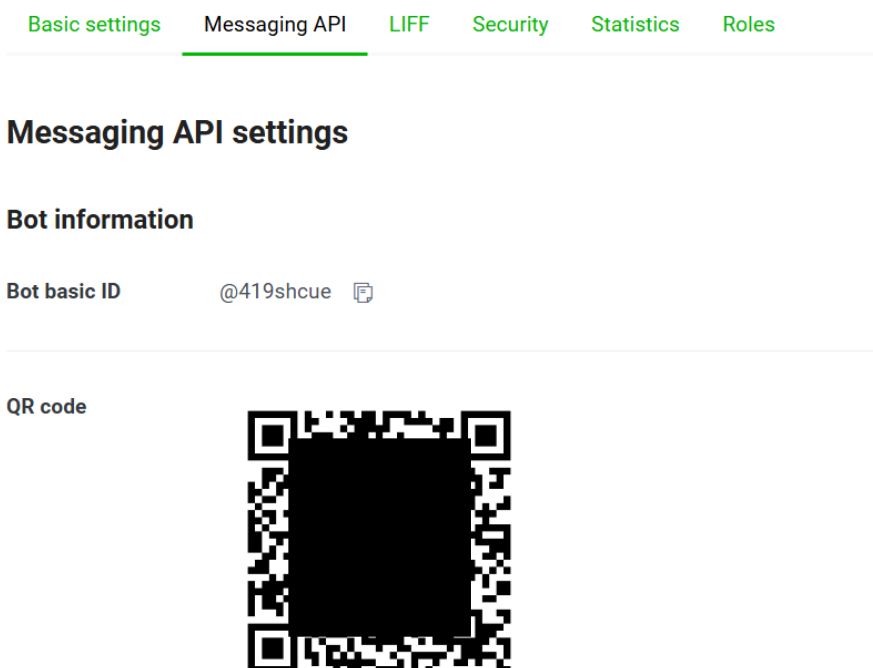 Basic settings Messaging API LIFF Security Statistics Roles
Messaging API settings
Bot information
Bot basic ID @419shcue
QR code